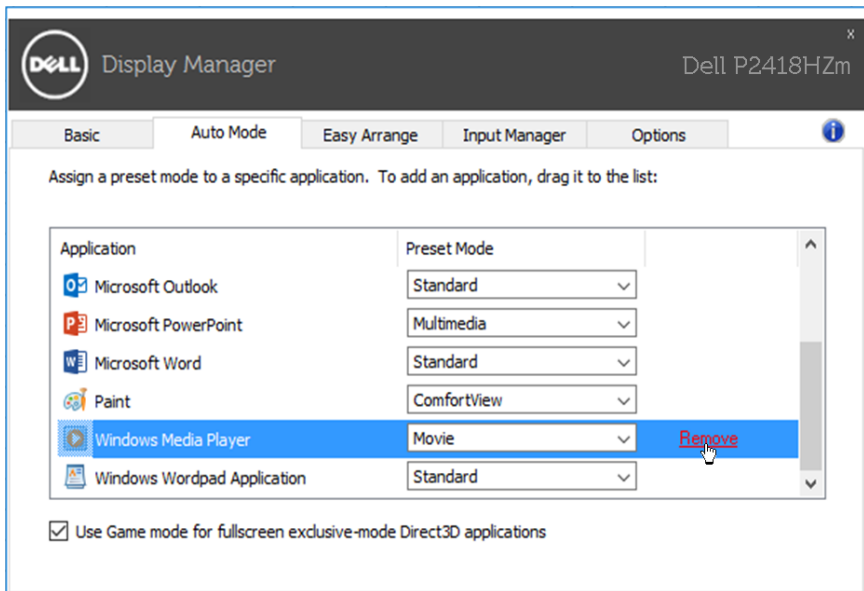 x
DELL Display Manager Dell P2418HZm
Basic Auto Mode Easy Arrange Input Manager Options i
Assign a preset mode to a specific application. To add an application, drag it to the list:
Application Preset Mode
Microsoft Outlook Standard
Microsoft PowerPoint Multimedia
Microsoft Word Standard
Paint ComfortView
Windows Media Player Movie Remove
Windows Wordpad Application Standard
Use Game mode for fullscreen exclusive-mode Direct3D applications